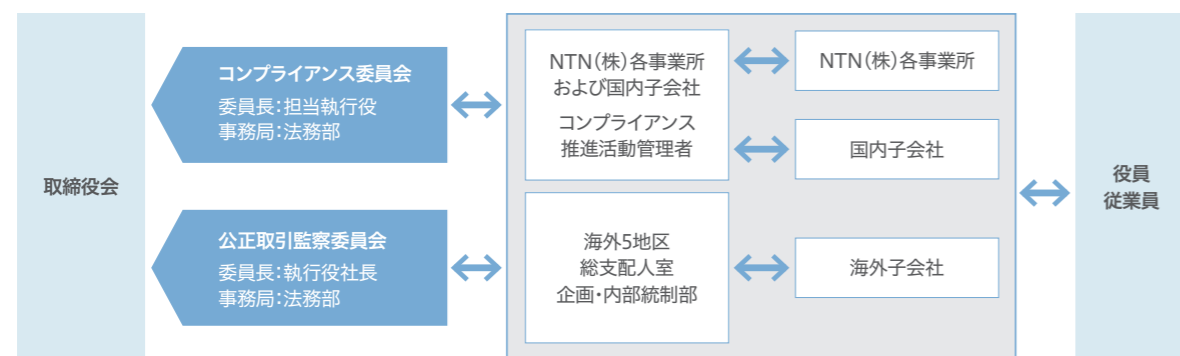 取締役会
コンプライアンス委員会
委員長：担当執行役
事務局：法務部
公正取引監察委員会
委員長：執行役社長
事務局：法務部
NTN（株）各事業所
および国内子会社
コンプライアンス
推進活動管理者
海外5地区
総支配人室
企画・内部統制部
NTN（株）各事業所
国内子会社
海外子会社
役員
従業員